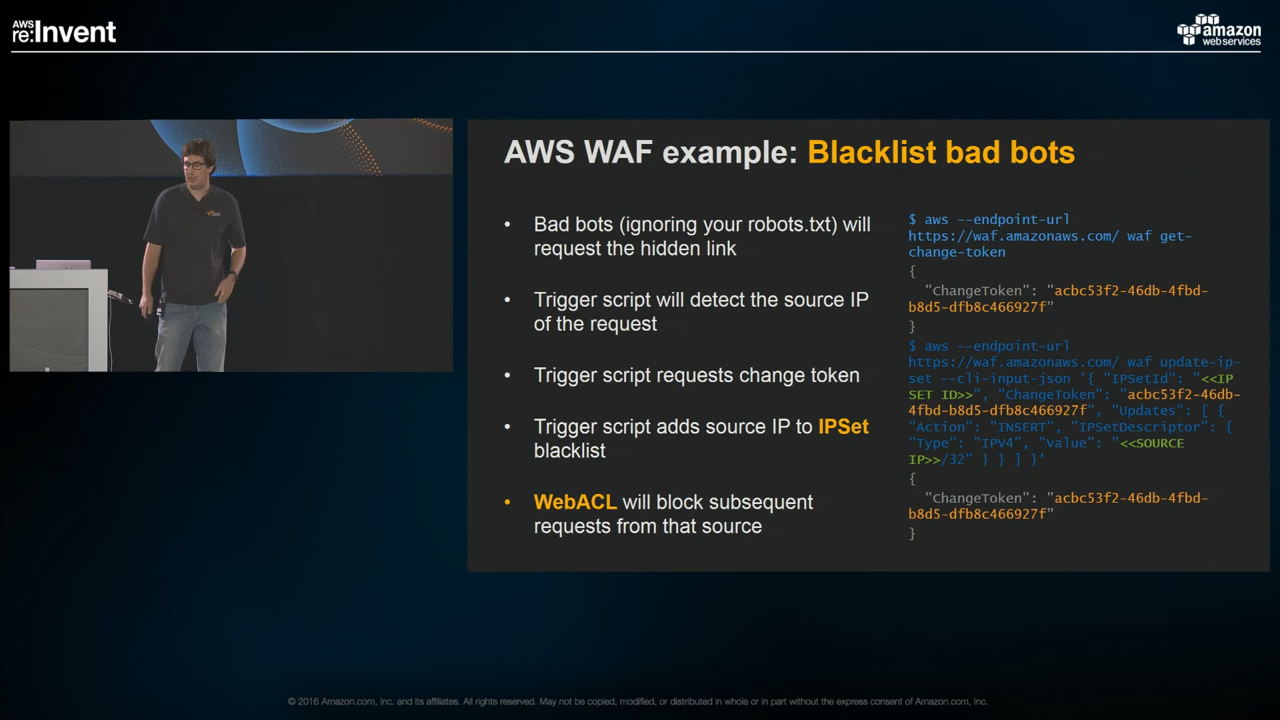 AWS
re:Invent
amazon
web services
AWS WAF example: Blacklist bad bots
• Bad bots (ignoring your robots.txt) will
request the hidden link
• Trigger script will detect the source IP
of the request
• Trigger script requests change token
• Trigger script adds source IP to IPSet
blacklist
• WebACL will block subsequent
requests from that source
$ aws --endpoint-url
https://waf.amazonaws.com/ waf get-
change-token
{
"ChangeToken": "acbc53f2-46db-4fbd-
b8d5-dfb8c466927f"
}
$ aws --endpoint-url
https://waf.amazonaws.com/ waf update-ip-
set --cli-input-json '{ "IPSetId": "<<IP
SET ID>>", "ChangeToken": "acbc53f2-46db-
4fbd-b8d5-dfb8c466927f", "Updates": [ {
"Action": "INSERT", "IPSetDescriptor": {
"Type": "IPV4", "Value": "<<SOURCE
IP>>/32" } } ] }'
{
"ChangeToken": "acbc53f2-46db-4fbd-
b8d5-dfb8c466927f"
}
© 2016 Amazon.com, Inc. and its affiliates. All rights reserved. May not be copied, modified, or distributed in whole or in part without the express consent of Amazon.com, Inc.